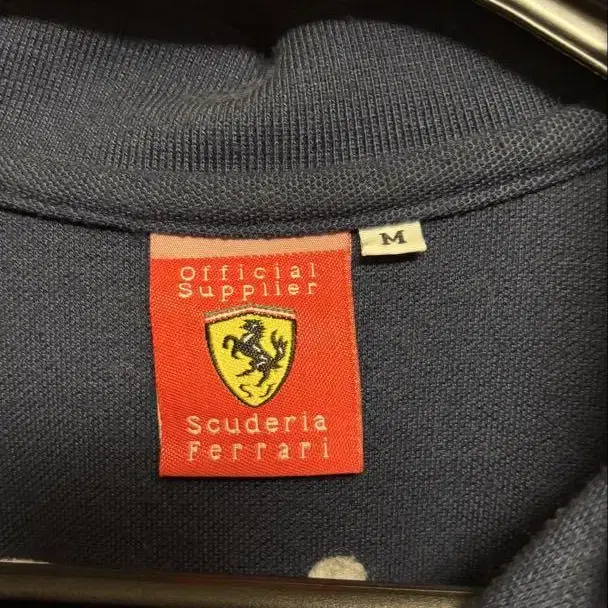 Official
Supplier
S F
Scuderia
Ferrari
M